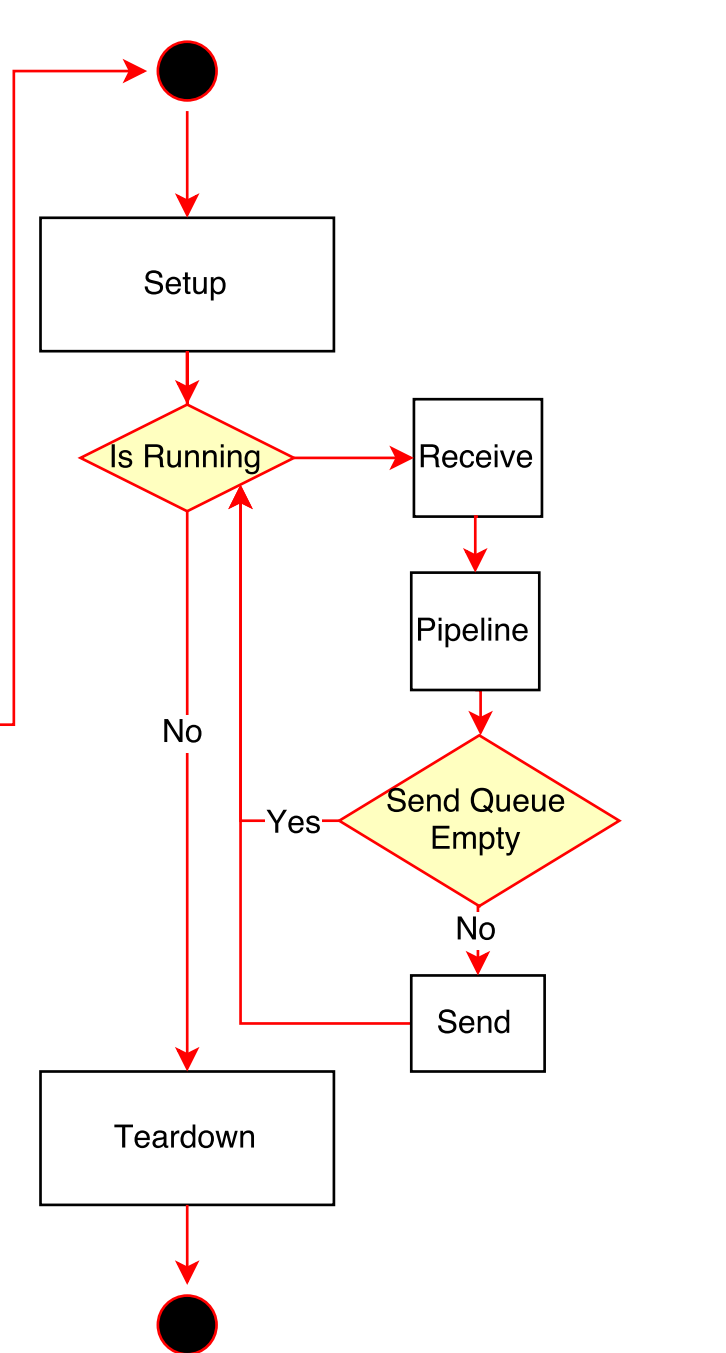 Setup
Is Running
Receive
Pipeline
No
Send Queue
Empty
Yes
No
Send
Teardown